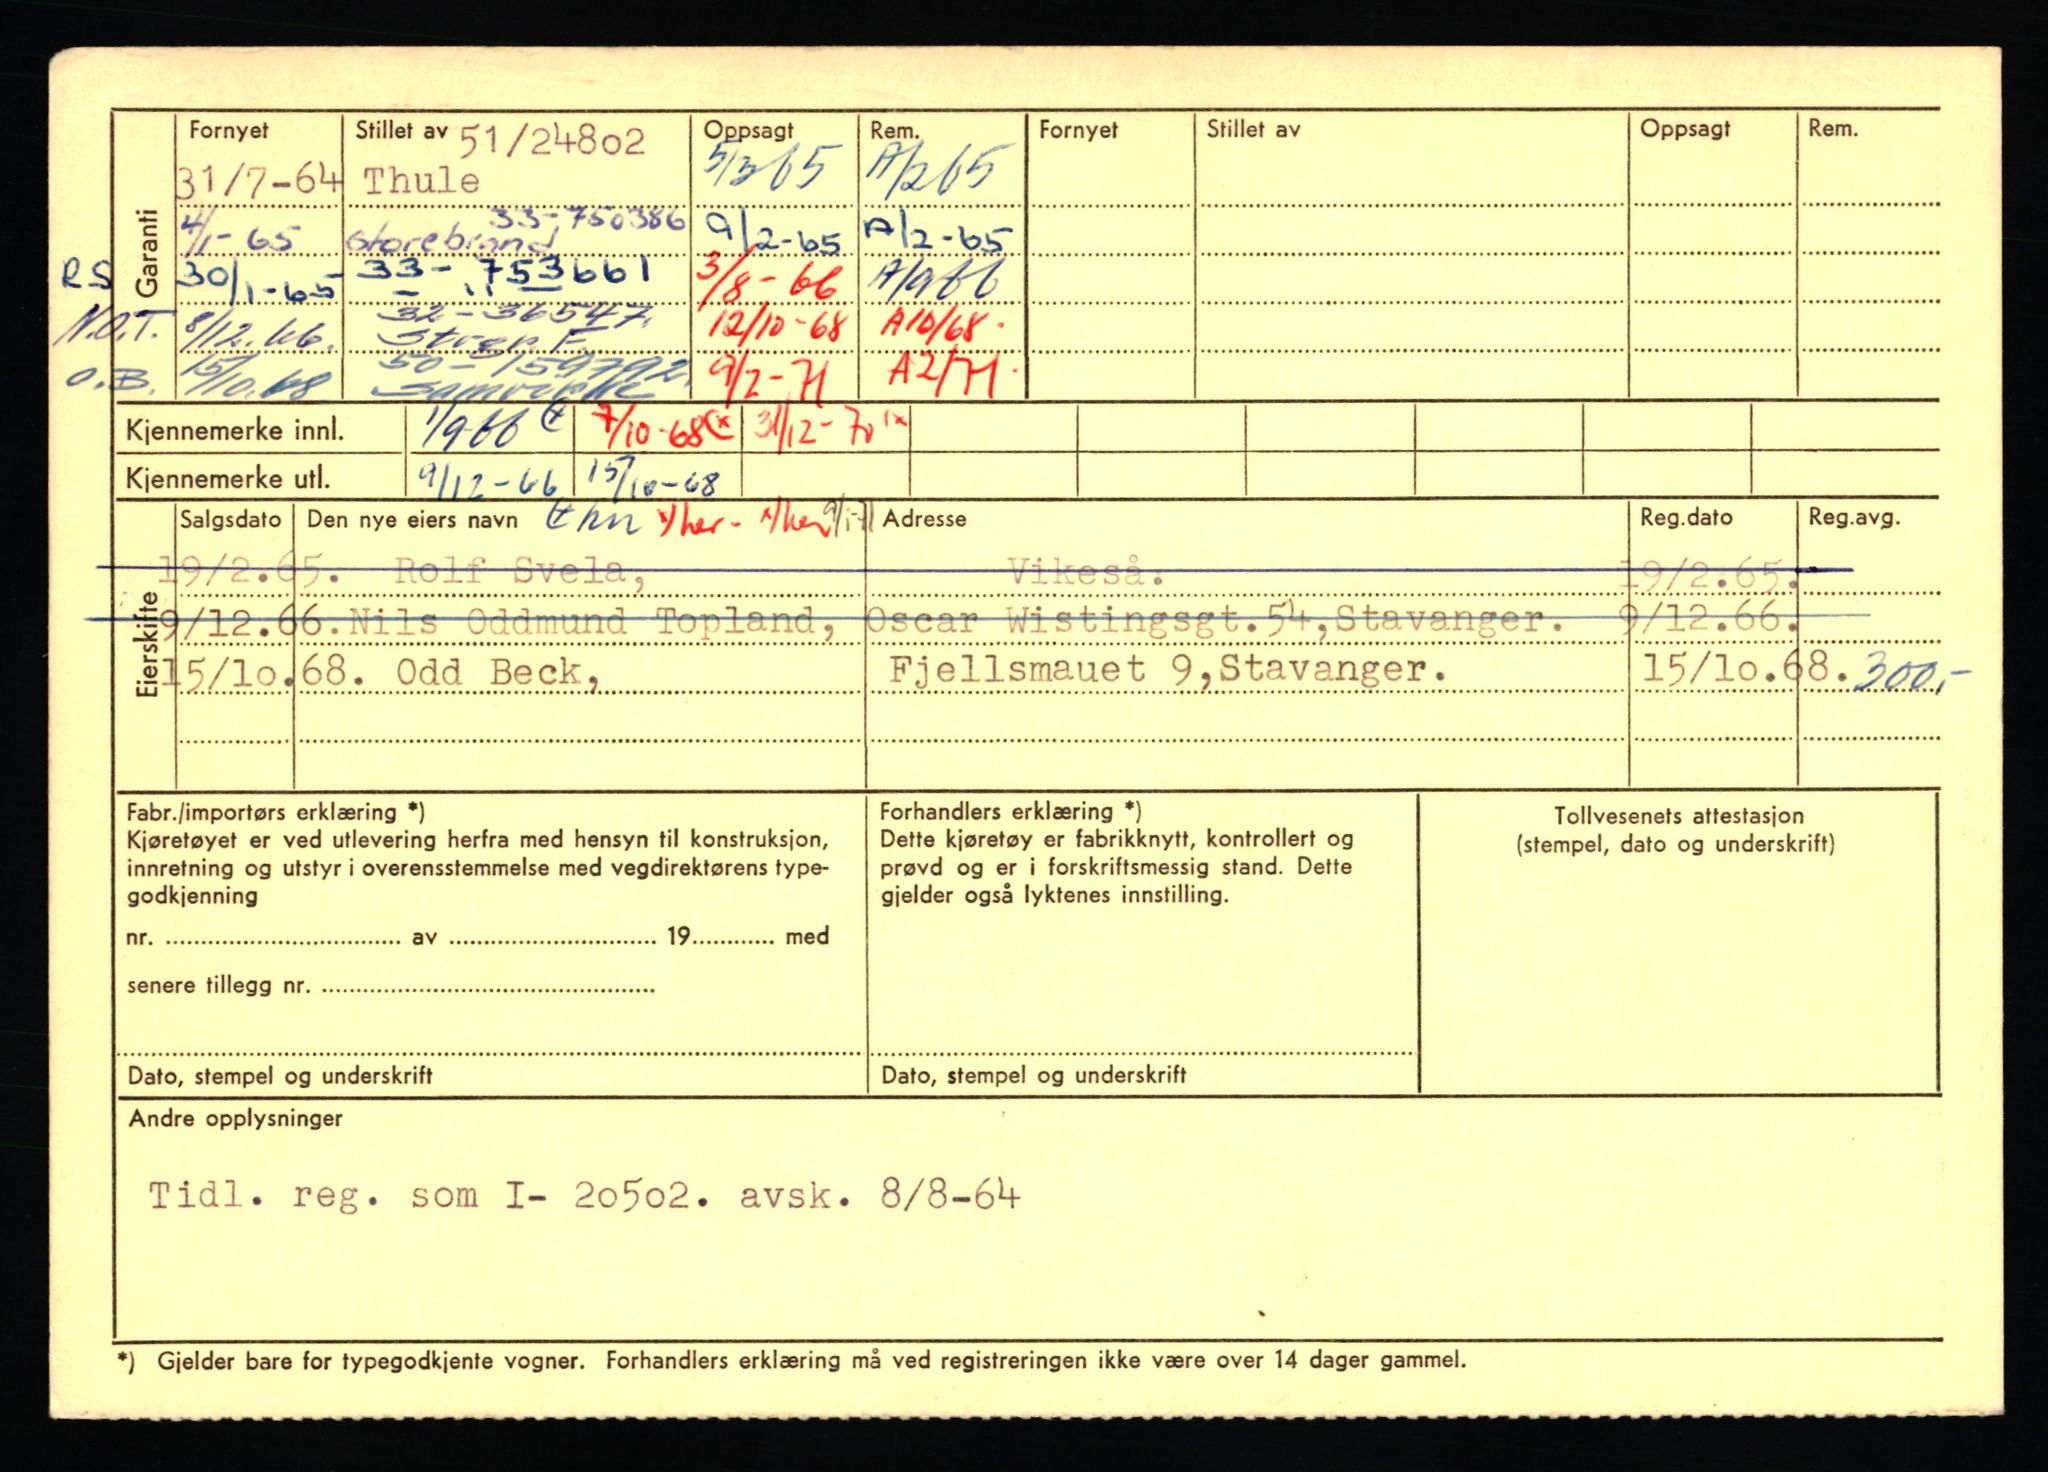 Garanti
Fornyet Stillet av 51/24802 Oppsagt Rem. Fornyet Stillet av Oppsagt Rem.
31/7-64 Thule 5/3 65 A/2 65
4/1-65 Storebrand 33-750386 9/2-65 A/2-65
R.S. 30/1-65 33-753661 3/8-66 A/9 66
N.O.T. 8/12.66. 32-36547. 12/10-68 A10/68.
O.B. 15/10.68 50-159792. 9/2-71 A2/71.
Kjennemerke innl. 1/9 66 7/10-68 31/12-70
Kjennemerke utl. 9/12-66 15/10-68
Eierskifte
Salgsdato Den nye eiers navn Adresse Reg.dato Reg.avg.
19/2.65. Rolf Svela, Vikeså. 19/2.65.
9/12.66. Nils Oddmund Topland, Oscar Wistingsgt.54,Stavanger. 9/12.66.
15/10.68. Odd Beck, Fjellsmauet 9,Stavanger. 15/10.68. 300,-
Fabr./importørs erklæring *)
Kjøretøyet er ved utlevering herfra med hensyn til konstruksjon,
innretning og utstyr i overensstemmelse med vegdirektørens type-
godkjenning
nr. .............. av .............. 19....... med
senere tillegg nr. ..............
Dato, stempel og underskrift
Forhandlers erklæring *)
Dette kjøretøy er fabrikknytt, kontrollert og
prøvd og er i forskriftsmessig stand. Dette
gjelder også lyktenes innstilling.
Dato, stempel og underskrift
Tollvesenets attestasjon
(stempel, dato og underskrift)
Andre opplysninger
Tidl. reg. som I- 20502. avsk. 8/8-64
*) Gjelder bare for typegodkjente vogner. Forhandlers erklæring må ved registreringen ikke være over 14 dager gammel.